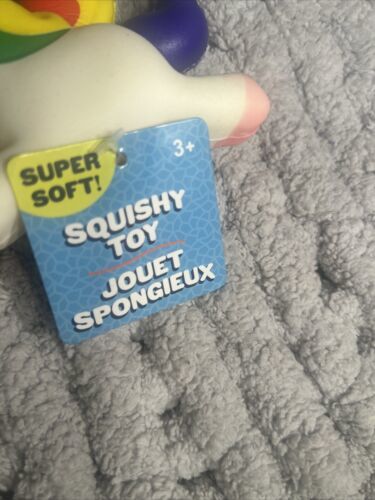 SUPER
SOFT!
3+
SQUISHY
TOY
JOUET
SPONGIEUX